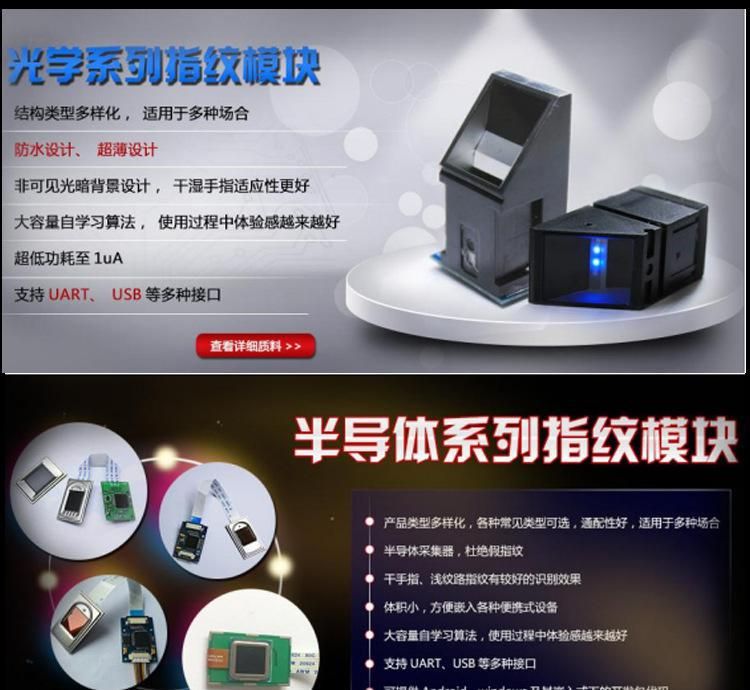 光学系列指纹模块
结构类型多样化， 适用于多种场合
防水设计、 超薄设计
非可见光暗背景设计， 干湿手指适应性更好
大容量自学习算法， 使用过程中体验感越来越好
超低功耗至 1uA
支持 UART、 USB 等多种接口
查看详细质料 >>
半导体系列指纹模块
产品类型多样化，各种常见类型可选，通配性好，适用于多种场合
半导体采集器，杜绝假指纹
干手指、浅纹路指纹有较好的识别效果
体积小，方便嵌入各种便携式设备
大容量自学习算法，使用过程中体验感越来越好
支持 UART、USB 等多种接口